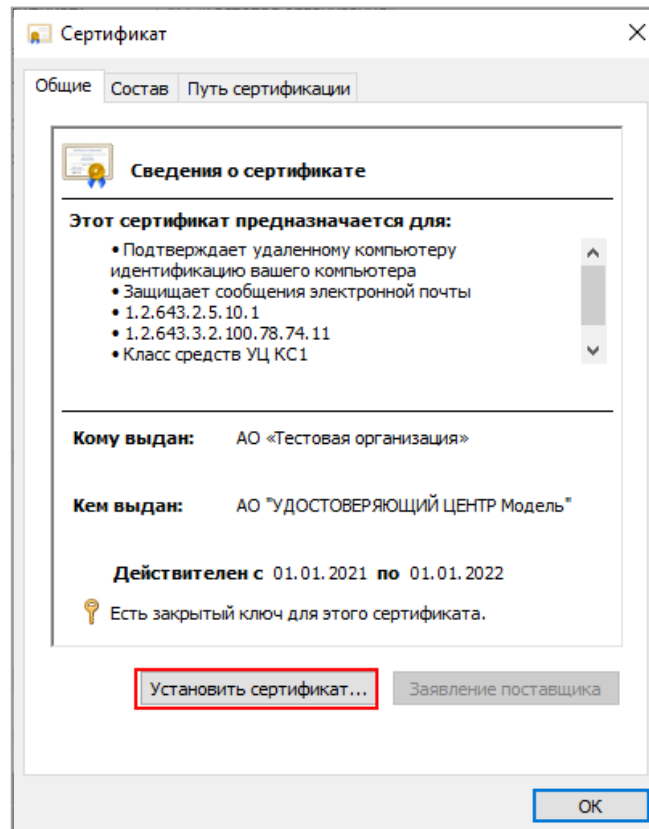 Сертификат
Общие Состав Путь сертификации
Сведения о сертификате
Этот сертификат предназначается для:
• Подтверждает удаленному компьютеру
идентификацию вашего компьютера
• Защищает сообщения электронной почты
• 1.2.643.2.5.10.1
• 1.2.643.3.2.100.78.74.11
• Класс средств УЦ КС1
Кому выдан: АО «Тестовая организация»
Кем выдан: АО "УДОСТОВЕРЯЮЩИЙ ЦЕНТР Модель"
Действителен с 01.01.2021 по 01.01.2022
Есть закрытый ключ для этого сертификата.
Установить сертификат... Заявление поставщика
ОК